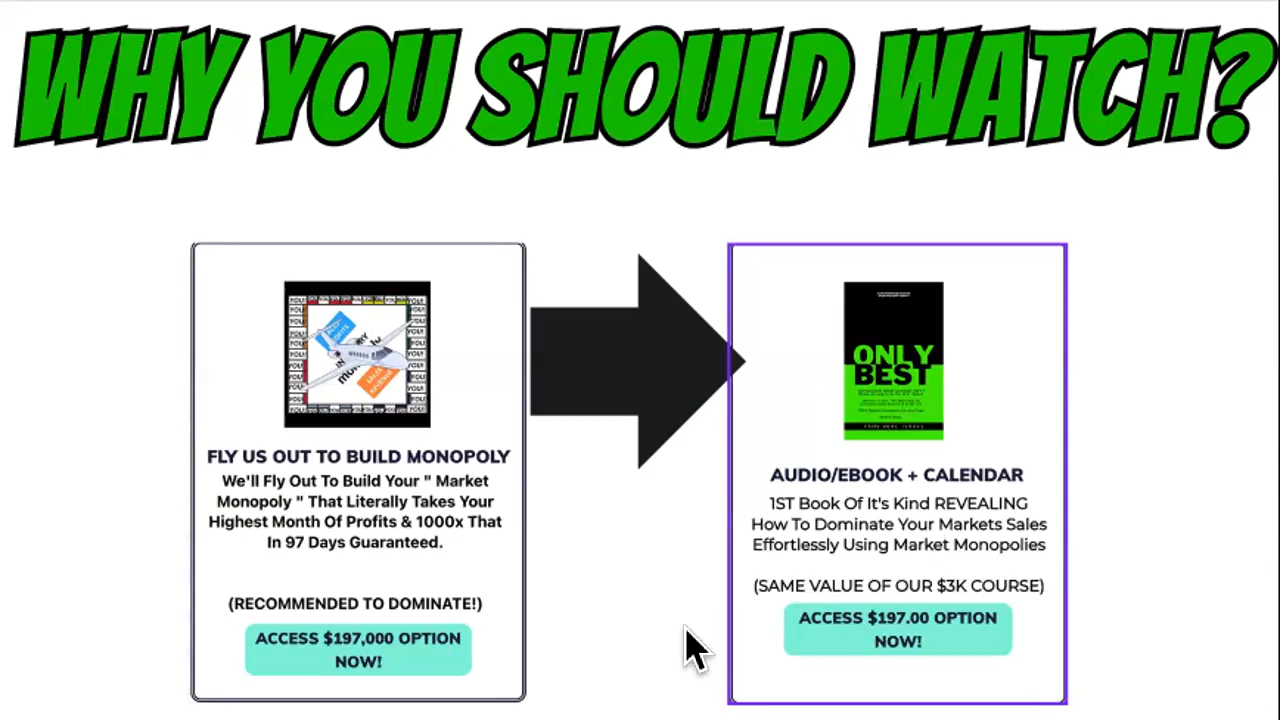 WHY YOU SHOULD WATCH?
FLY US OUT TO BUILD MONOPOLY
We'll Fly Out To Build Your " Market
Monopoly " That Literally Takes Your
Highest Month Of Profits & 1000x That
In 97 Days Guaranteed.
(RECOMMENDED TO DOMINATE!)
ACCESS $197,000 OPTION
NOW!
ONLY
BEST
AUDIO/EBOOK + CALENDAR
1ST Book Of It's Kind REVEALING
How To Dominate Your Markets Sales
Effortlessly Using Market Monopolies
(SAME VALUE OF OUR $3K COURSE)
ACCESS $197.00 OPTION
NOW!